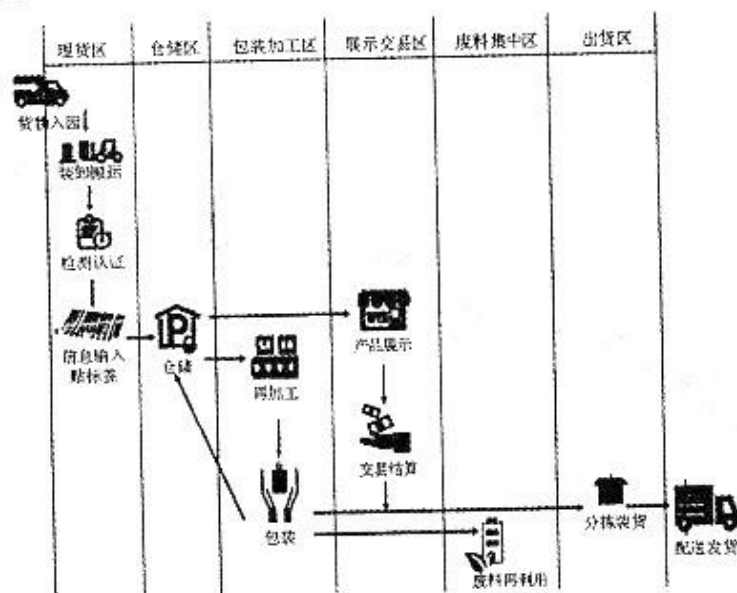 理货区 仓储区 包装加工区 展示交易区 废料集中区 出货区
货物入园
装卸搬运
检测认证
信息输入
贴标签
仓储
再加工
包装
产品展示
交易结算
废料再利用
分拣装货
配送发货